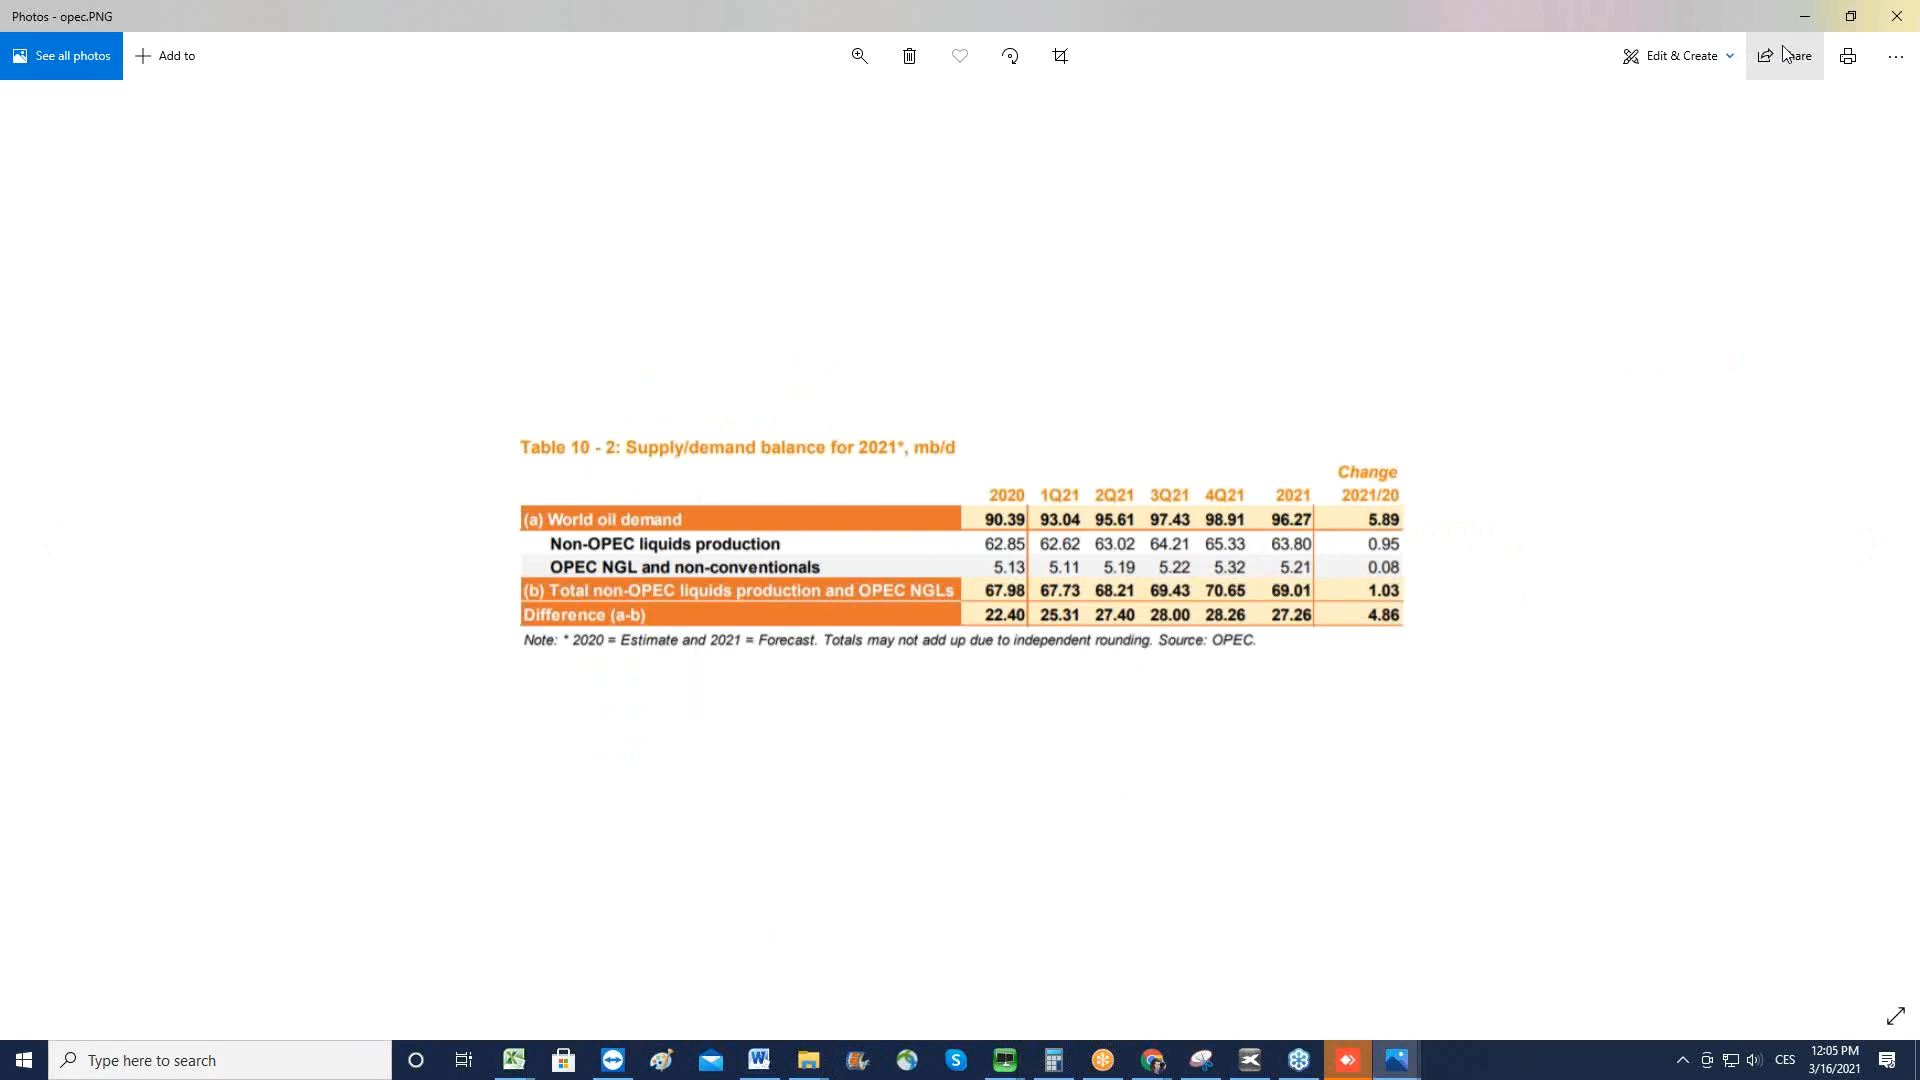 Photos - opec.PNG
See all photos
Add to
Edit & Create
Table 10 - 2: Supply/demand balance for 2021*, mb/d
Change
2020 1Q21 2Q21 3Q21 4Q21 2021 2021/20
(a) World oil demand 90.39 93.04 95.61 97.43 98.91 96.27 5.89
Non-OPEC liquids production 62.85 62.62 63.02 64.21 65.33 63.80 0.95
OPEC NGL and non-conventionals 5.13 5.11 5.19 5.22 5.32 5.21 0.08
(b) Total non-OPEC liquids production and OPEC NGLs 67.98 67.73 68.21 69.43 70.65 69.01 1.03
Difference (a-b) 22.40 25.31 27.40 28.00 28.26 27.26 4.86
Note: * 2020 = Estimate and 2021 = Forecast. Totals may not add up due to independent rounding. Source: OPEC.
Type here to search
CES
12:05 PM
3/16/2021